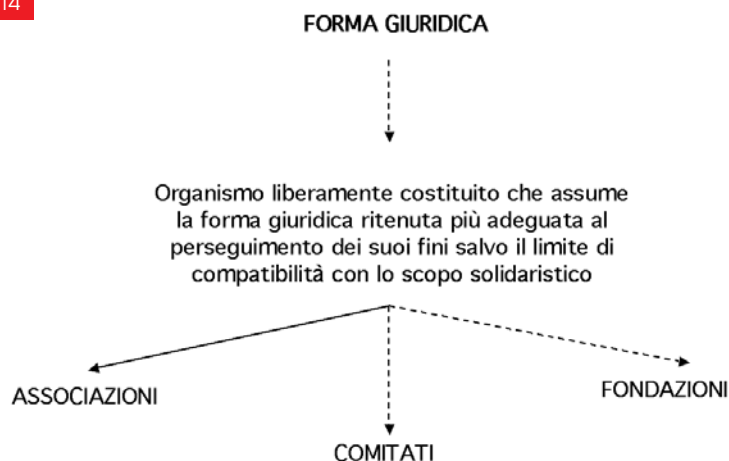 14
FORMA GIURIDICA
Organismo liberamente costituito che assume
la forma giuridica ritenuta più adeguata al
perseguimento dei suoi fini salvo il limite di
compatibilità con lo scopo solidaristico
ASSOCIAZIONI
FONDAZIONI
COMITATI